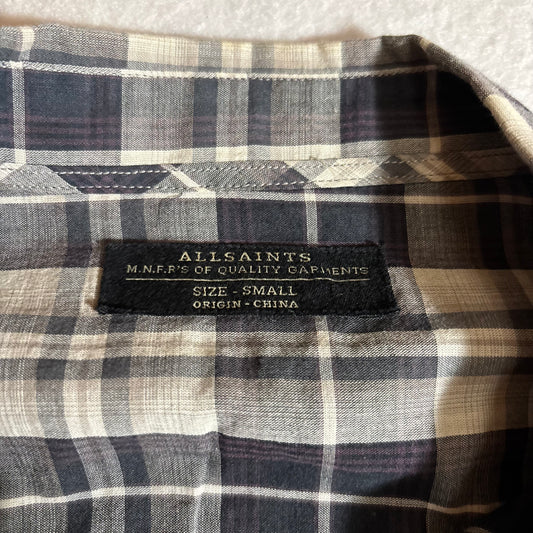 ALLSAINTS
M.N.F.R'S OF QUALITY GARMENTS
SIZE - SMALL
ORIGIN - CHINA